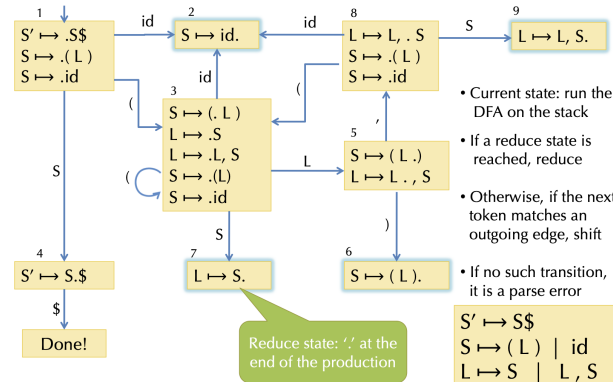 1
S' ↦ .S$
S ↦ .( L )
S ↦ .id
id
2
S ↦ id.
id
8
L ↦ L, . S
S ↦ .( L )
S ↦ .id
S
9
L ↦ L, S.
(
id
(
3
S ↦ (. L )
L ↦ .S
L ↦ .L, S
S ↦ .(L)
S ↦ .id
(
L
,
5
S ↦ ( L .)
L ↦ L . , S
S
S
)
4
S' ↦ S.$
7
L ↦ S.
6
S ↦ ( L ).
$
Done!
Reduce state: '.' at the
end of the production
• Current state: run the
DFA on the stack
• If a reduce state is
reached, reduce
• Otherwise, if the next
token matches an
outgoing edge, shift
• If no such transition,
it is a parse error
S' ↦ S$
S ↦ ( L ) | id
L ↦ S | L , S